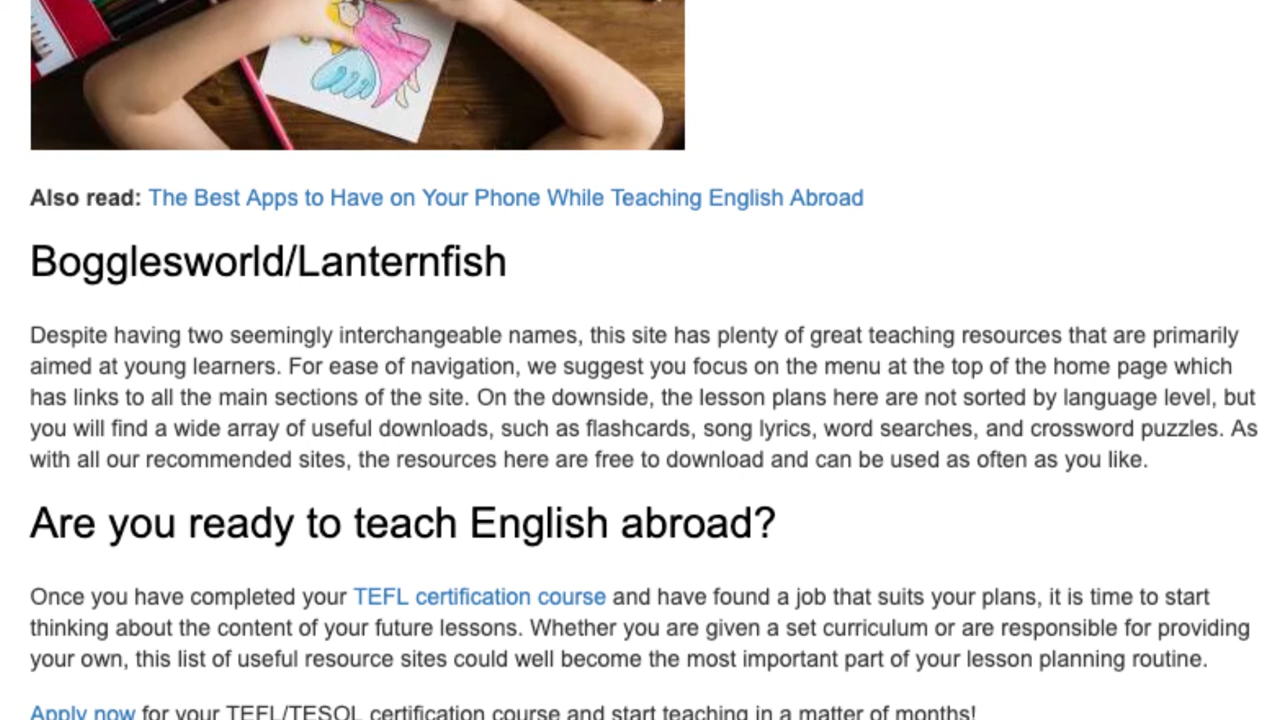 Also read: The Best Apps to Have on Your Phone While Teaching English Abroad
Bogglesworld/Lanternfish
Despite having two seemingly interchangeable names, this site has plenty of great teaching resources that are primarily
aimed at young learners. For ease of navigation, we suggest you focus on the menu at the top of the home page which
has links to all the main sections of the site. On the downside, the lesson plans here are not sorted by language level, but
you will find a wide array of useful downloads, such as flashcards, song lyrics, word searches, and crossword puzzles. As
with all our recommended sites, the resources here are free to download and can be used as often as you like.
Are you ready to teach English abroad?
Once you have completed your TEFL certification course and have found a job that suits your plans, it is time to start
thinking about the content of your future lessons. Whether you are given a set curriculum or are responsible for providing
your own, this list of useful resource sites could well become the most important part of your lesson planning routine.
Apply now for your TEFL/TESOL certification course and start teaching in a matter of months!